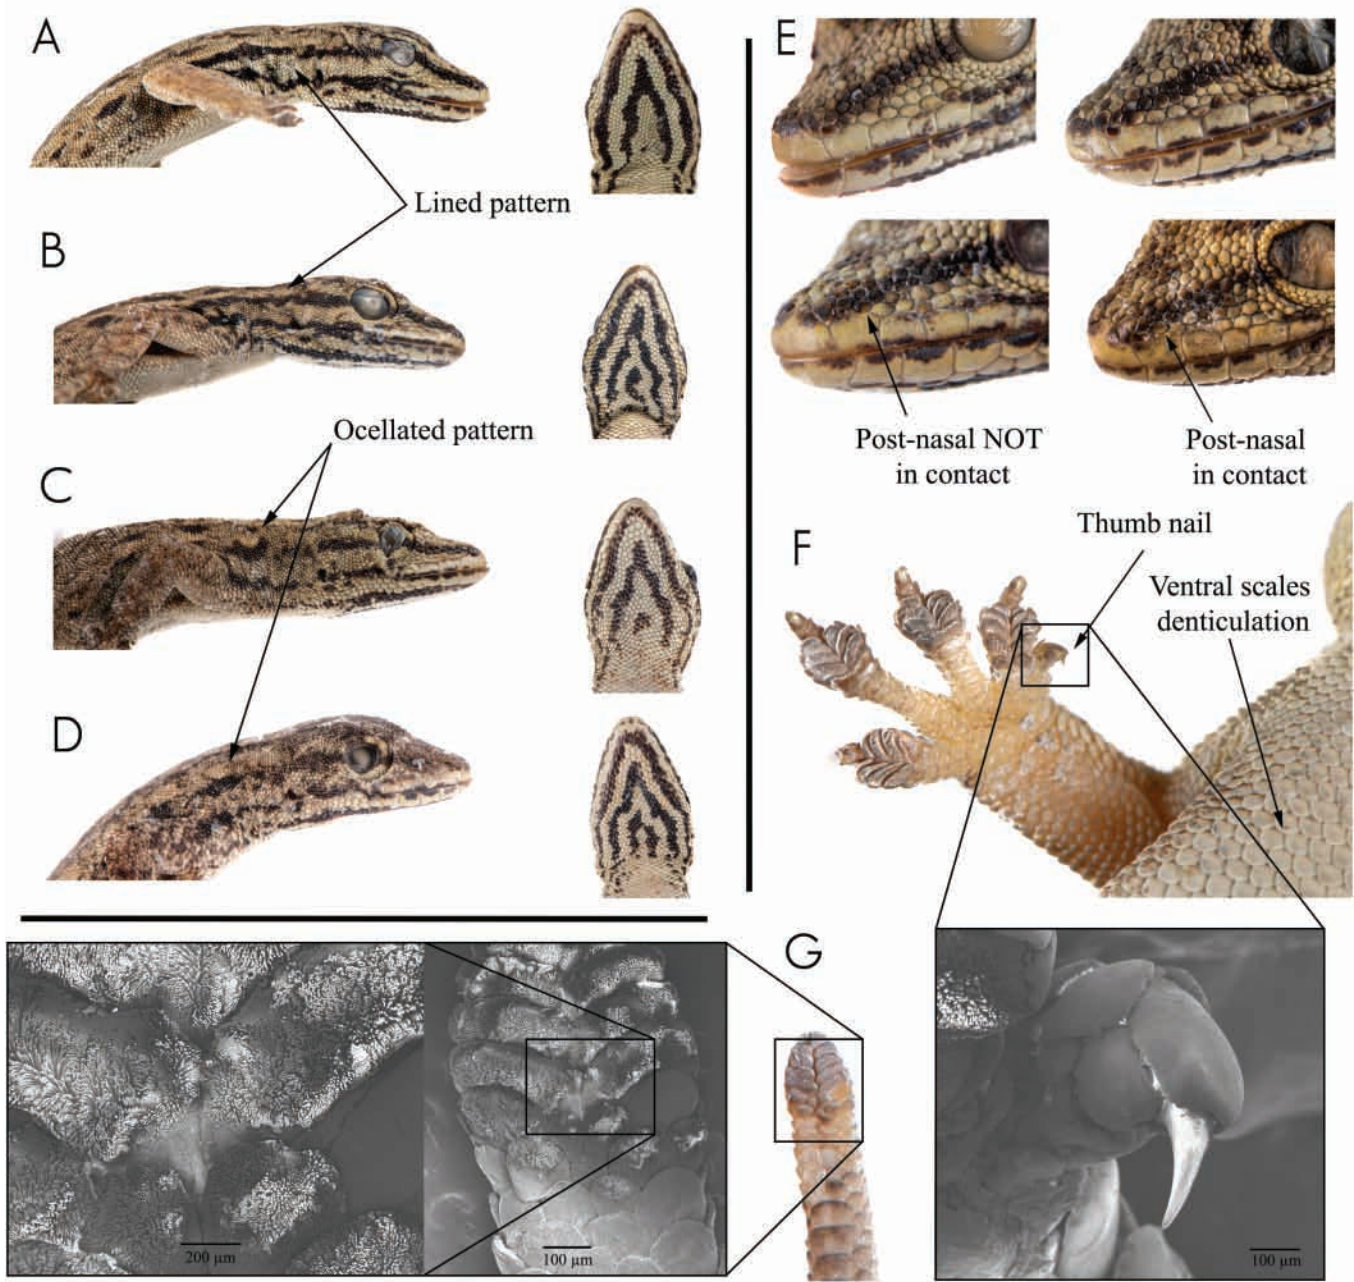 A
Lined pattern
B
Ocellated pattern
C
D
E
Post-nasal NOT
in contact
Post-nasal
in contact
F
Thumb nail
Ventral scales
denticulation
G
200 μm
100 μm
100 μm